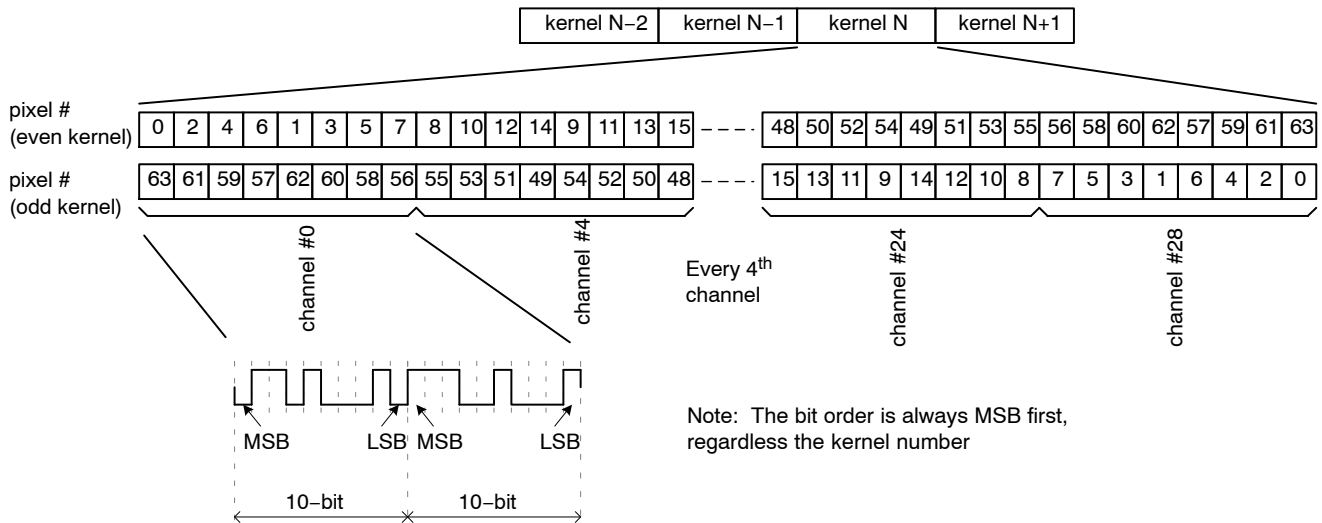 kernel N−2 kernel N−1 kernel N kernel N+1
pixel #
(even kernel)
0 2 4 6 1 3 5 7 8 10 12 14 9 11 13 15 48 50 52 54 49 51 53 55 56 58 60 62 57 59 61 63
pixel #
(odd kernel)
63 61 59 57 62 60 58 56 55 53 51 49 54 52 50 48 15 13 11 9 14 12 10 8 7 5 3 1 6 4 2 0
channel #0
channel #4
Every 4th
channel
channel #24
channel #28
MSB LSB MSB LSB
Note: The bit order is always MSB first,
regardless the kernel number
10−bit 10−bit